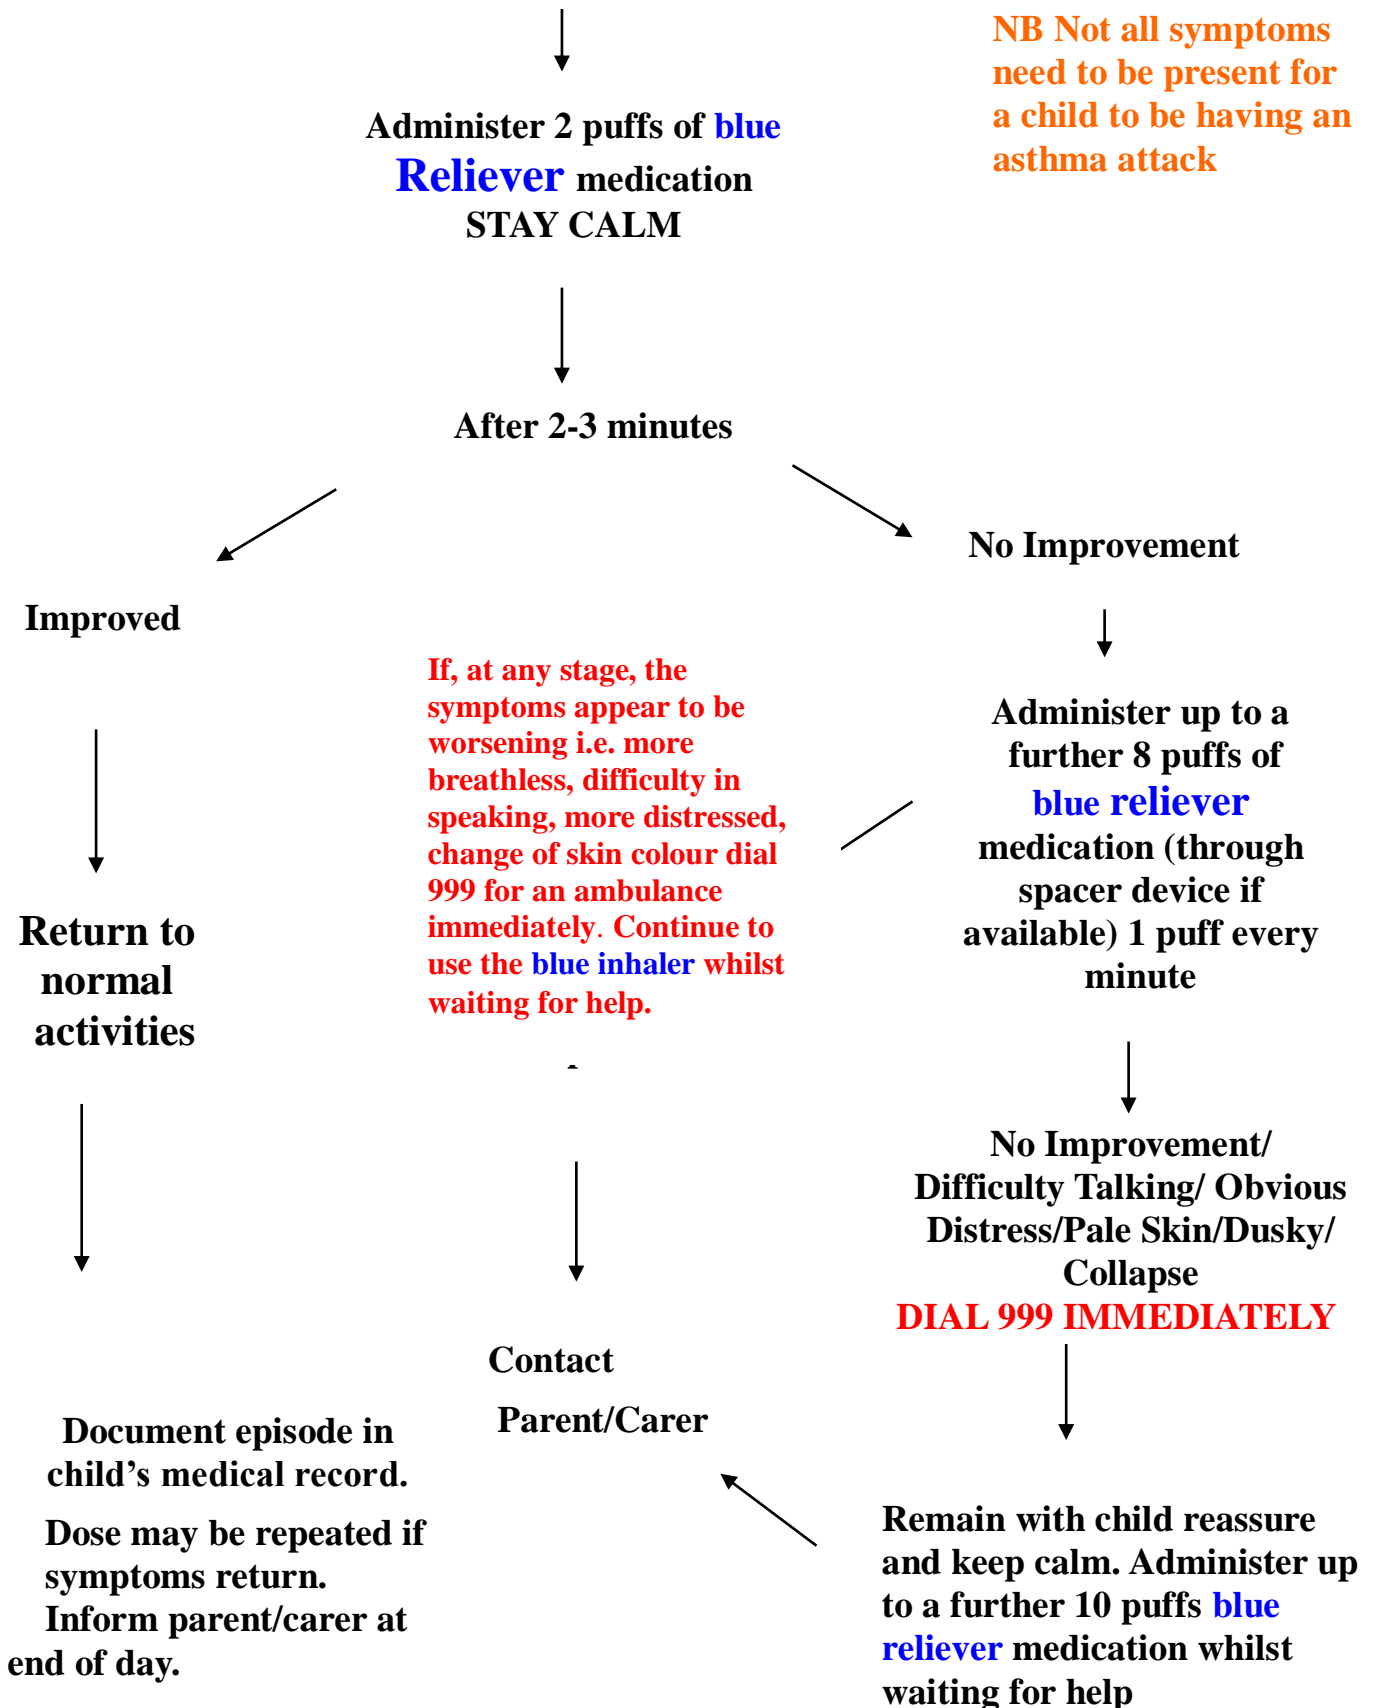 NB Not all symptoms
need to be present for
a child to be having an
asthma attack
Administer 2 puffs of blue
Reliever medication
STAY CALM
After 2-3 minutes
No Improvement
Improved
If, at any stage, the
symptoms appear to be
worsening i.e. more
breathless, difficulty in
speaking, more distressed,
change of skin colour dial
999 for an ambulance
immediately. Continue to
use the blue inhaler whilst
waiting for help.
Administer up to a
further 8 puffs of
blue reliever
medication (through
spacer device if
available) 1 puff every
minute
Return to
normal
activities
No Improvement/
Difficulty Talking/ Obvious
Distress/Pale Skin/Dusky/
Collapse
DIAL 999 IMMEDIATELY
Contact
Parent/Carer
Document episode in
child’s medical record.
Dose may be repeated if
symptoms return.
Inform parent/carer at
end of day.
Remain with child reassure
and keep calm. Administer up
to a further 10 puffs blue
reliever medication whilst
waiting for help